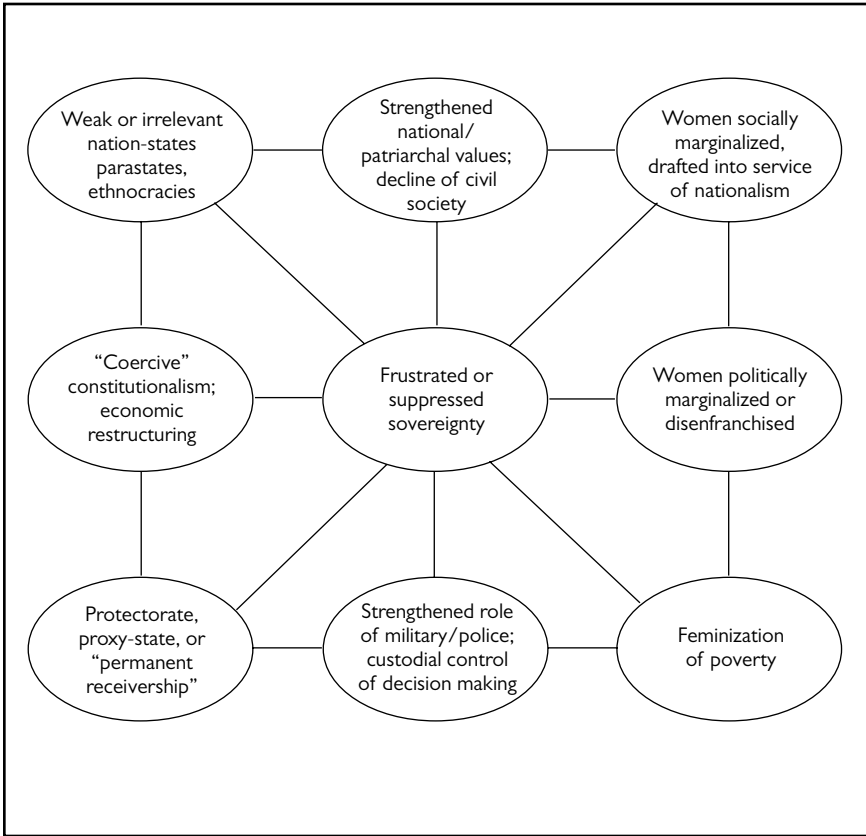 Weak or irrelevant
nation-states
parastates,
ethnocracies
Strengthened
national/
patriarchal values;
decline of civil
society
Women socially
marginalized,
drafted into service
of nationalism
“Coercive”
constitutionalism;
economic
restructuring
Frustrated or
suppressed
sovereignty
Women politically
marginalized or
disenfranchised
Protectorate,
proxy-state, or
“permanent
receivership”
Strengthened role
of military/police;
custodial control
of decision making
Feminization
of poverty